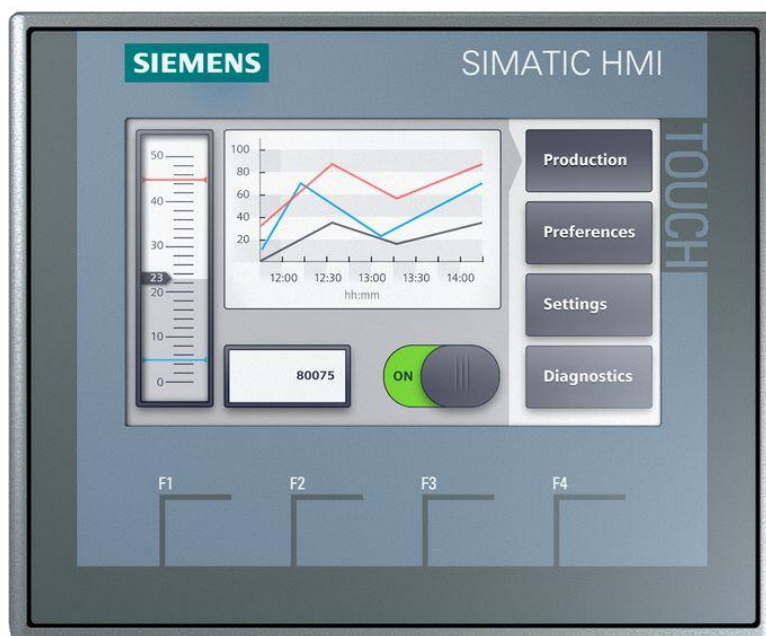 SIEMENS
SIMATIC HMI
TOUCH
50
40
30
23
20
10
0
100
80
60
40
20
12:00 12:30 13:00 13:30 14:00
hh:mm
80075
ON
Production
Preferences
Settings
Diagnostics
F1 F2 F3 F4